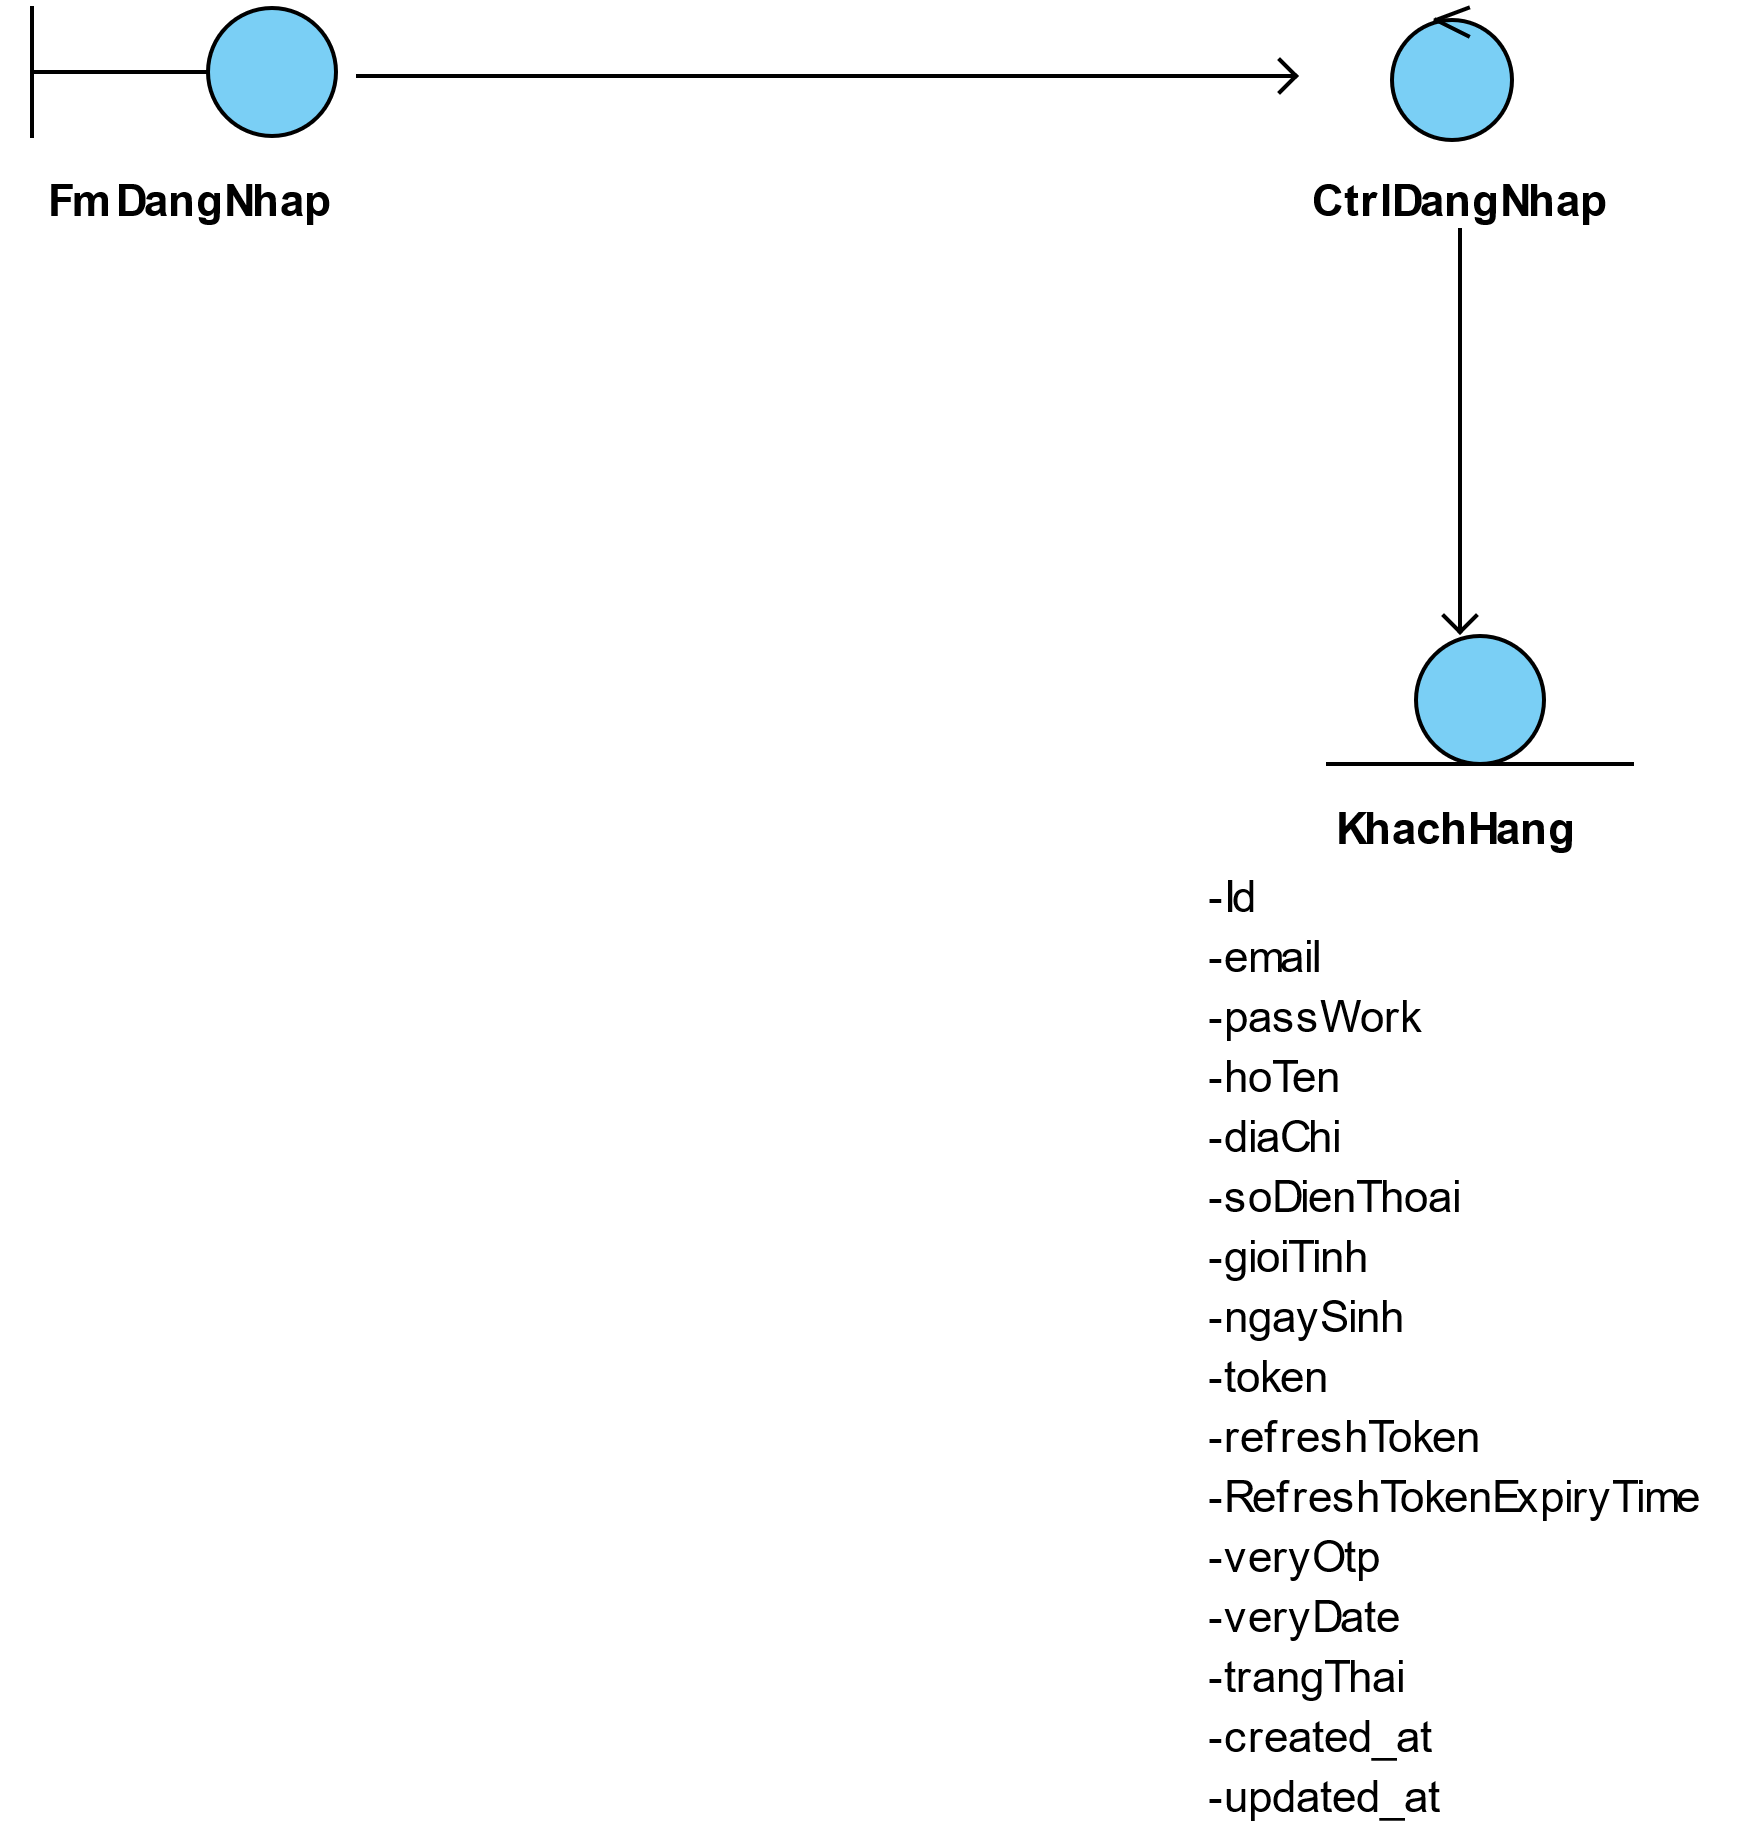 FmDangNhap
CtrlDangNhap
KhachHang
-Id
-email
-passWork
-hoTen
-diaChi
-soDienThoai
-gioiTinh
-ngaySinh
-token
-refreshToken
-RefreshTokenExpiryTime
-veryOtp
-veryDate
-trangThai
-created_at
-updated_at